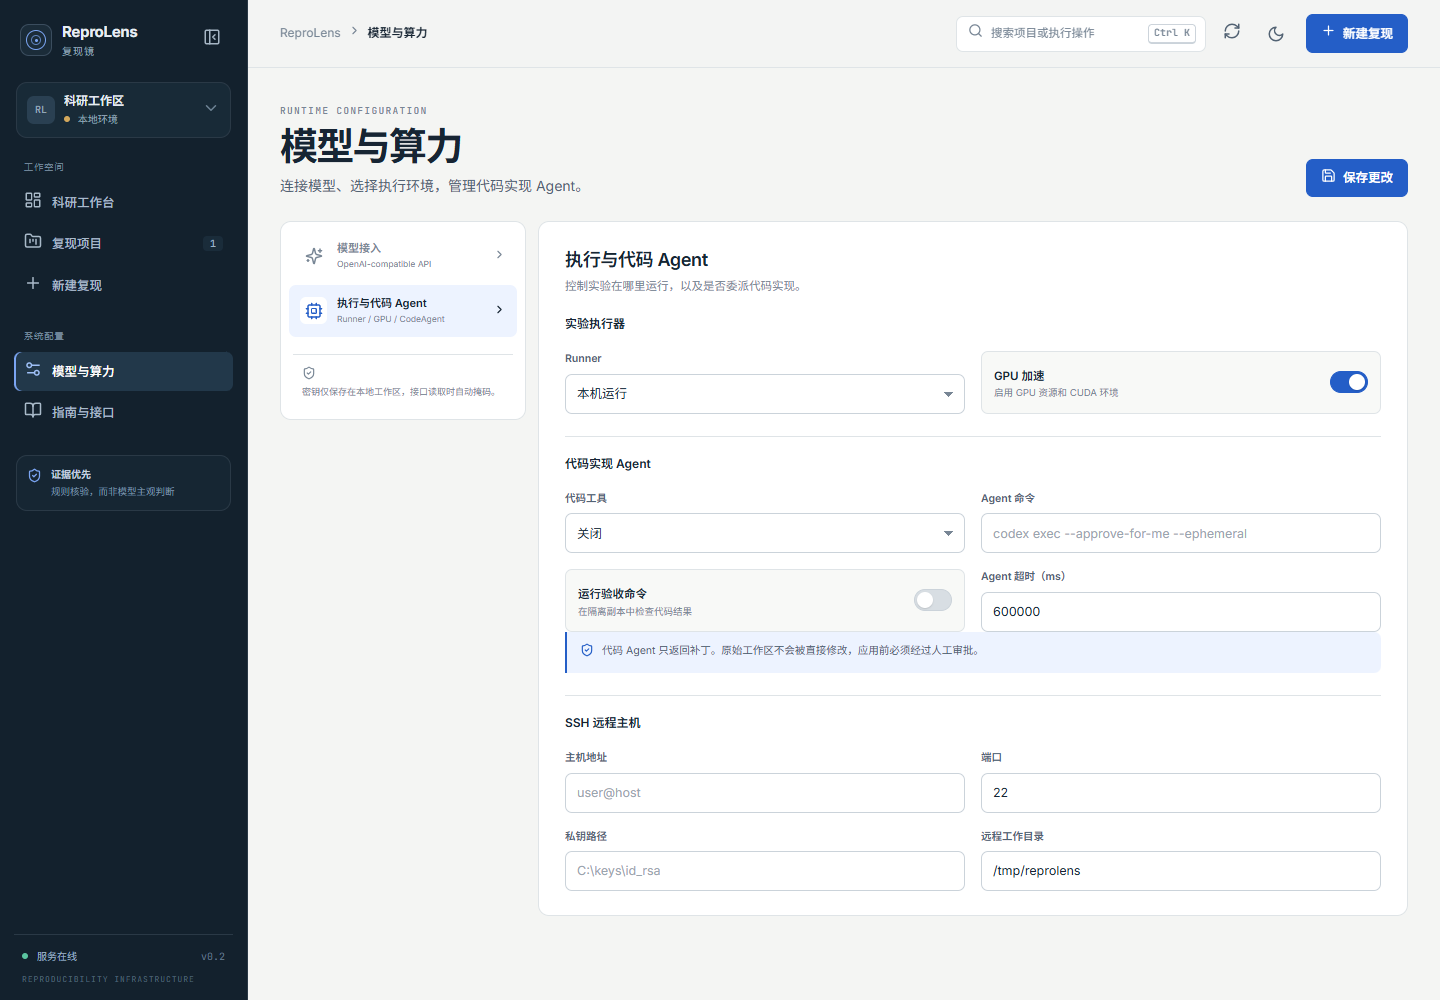 ReproLens
复现镜
RL
科研工作区
本地环境
工作空间
科研工作台
复现项目
1
新建复现
系统配置
模型与算力
指南与接口
证据优先
规则核验，而非模型主观判断
服务在线
v0.2
REPRODUCIBILITY INFRASTRUCTURE
ReproLens
模型与算力
搜索项目或执行操作
Ctrl K
新建复现
RUNTIME CONFIGURATION
模型与算力
连接模型、选择执行环境，管理代码实现 Agent。
保存更改
模型接入
OpenAI-compatible API
执行与代码 Agent
Runner / GPU / CodeAgent
密钥仅保存在本地工作区，接口读取时自动掩码。
执行与代码 Agent
控制实验在哪里运行，以及是否委派代码实现。
实验执行器
Runner
本机运行
GPU 加速
启用 GPU 资源和 CUDA 环境
代码实现 Agent
代码工具
关闭
Agent 命令
codex exec --approve-for-me --ephemeral
运行验收命令
在隔离副本中检查代码结果
Agent 超时（ms）
600000
代码 Agent 只返回补丁。原始工作区不会被直接修改，应用前必须经过人工审批。
SSH 远程主机
主机地址
user@host
端口
22
私钥路径
C:\keys\id_rsa
远程工作目录
/tmp/reprolens